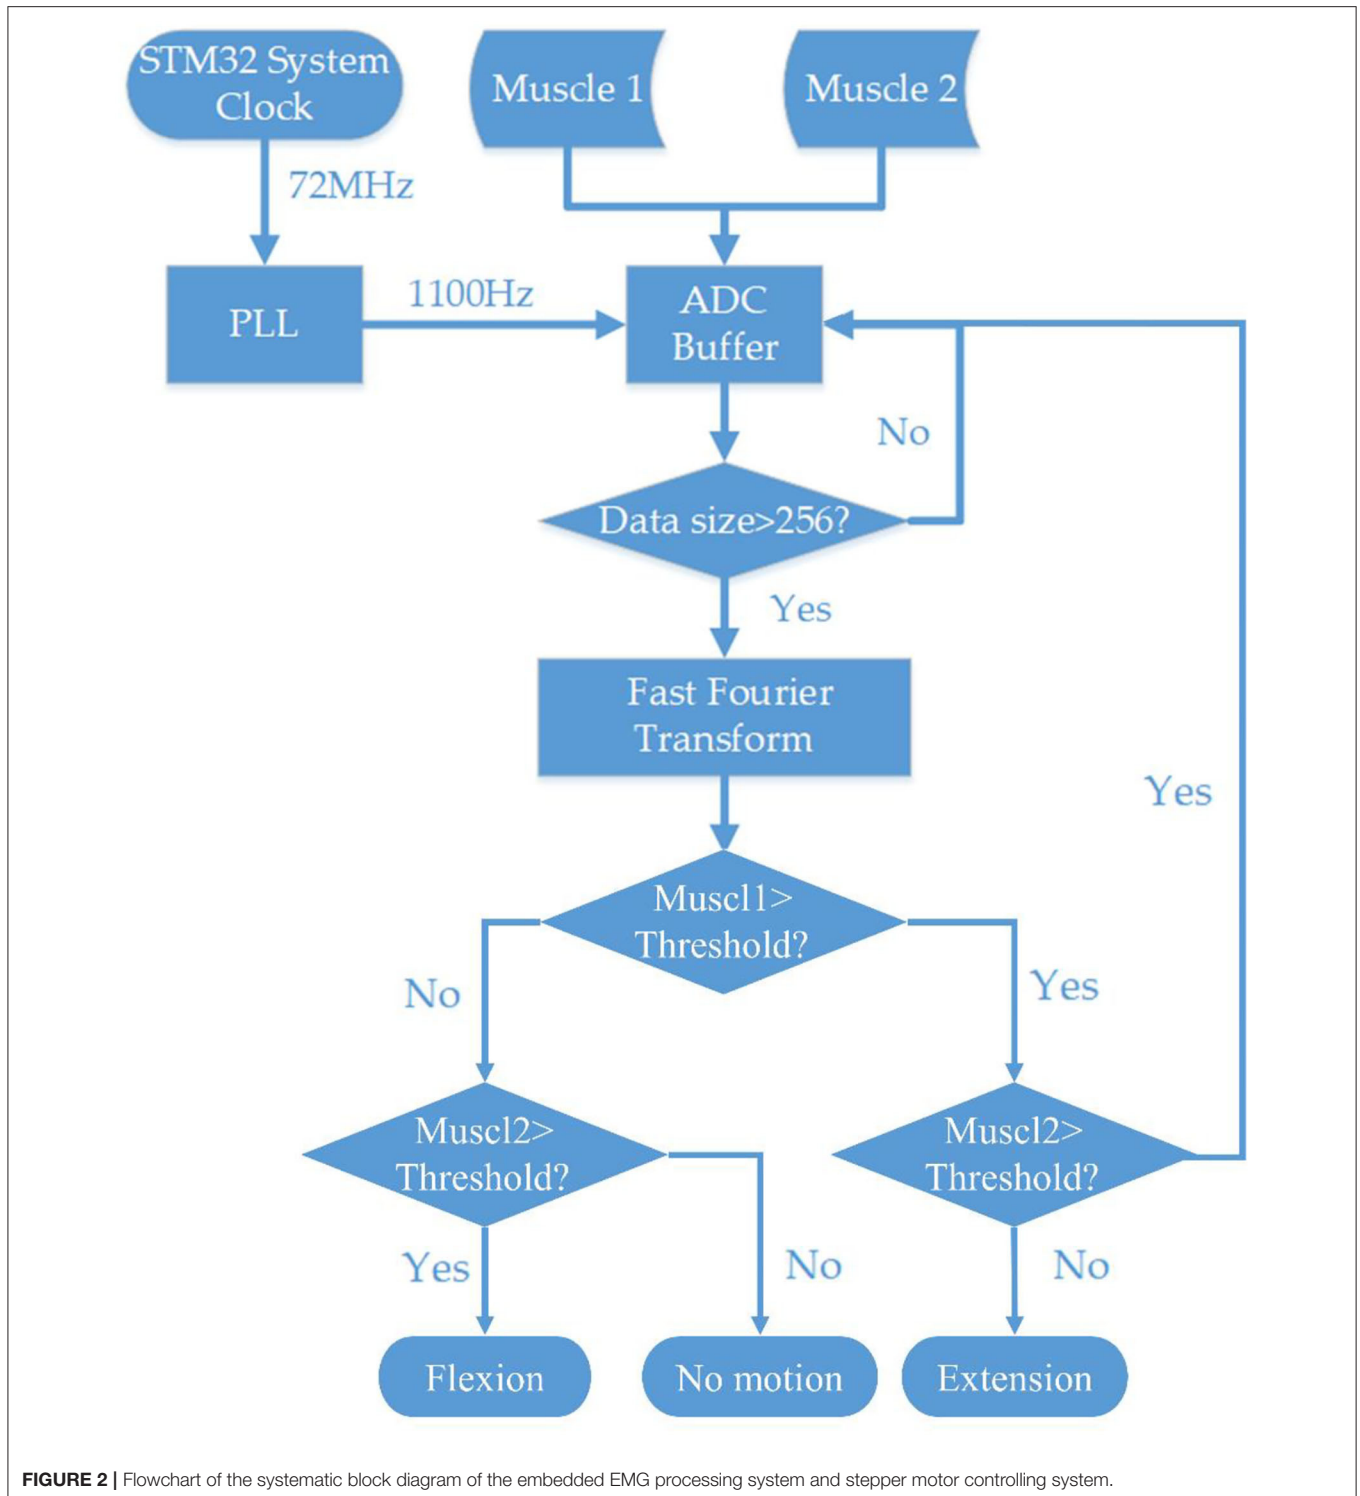 STM32 System
Clock
Muscle 1
Muscle 2
72MHz
PLL
1100Hz
ADC
Buffer
No
Data size>256?
Yes
Fast Fourier
Transform
Yes
Muscl1>
Threshold?
No
Yes
Muscl2>
Threshold?
Muscl2>
Threshold?
Yes
No
No
Flexion
No motion
Extension
FIGURE 2 | Flowchart of the systematic block diagram of the embedded EMG processing system and stepper motor controlling system.